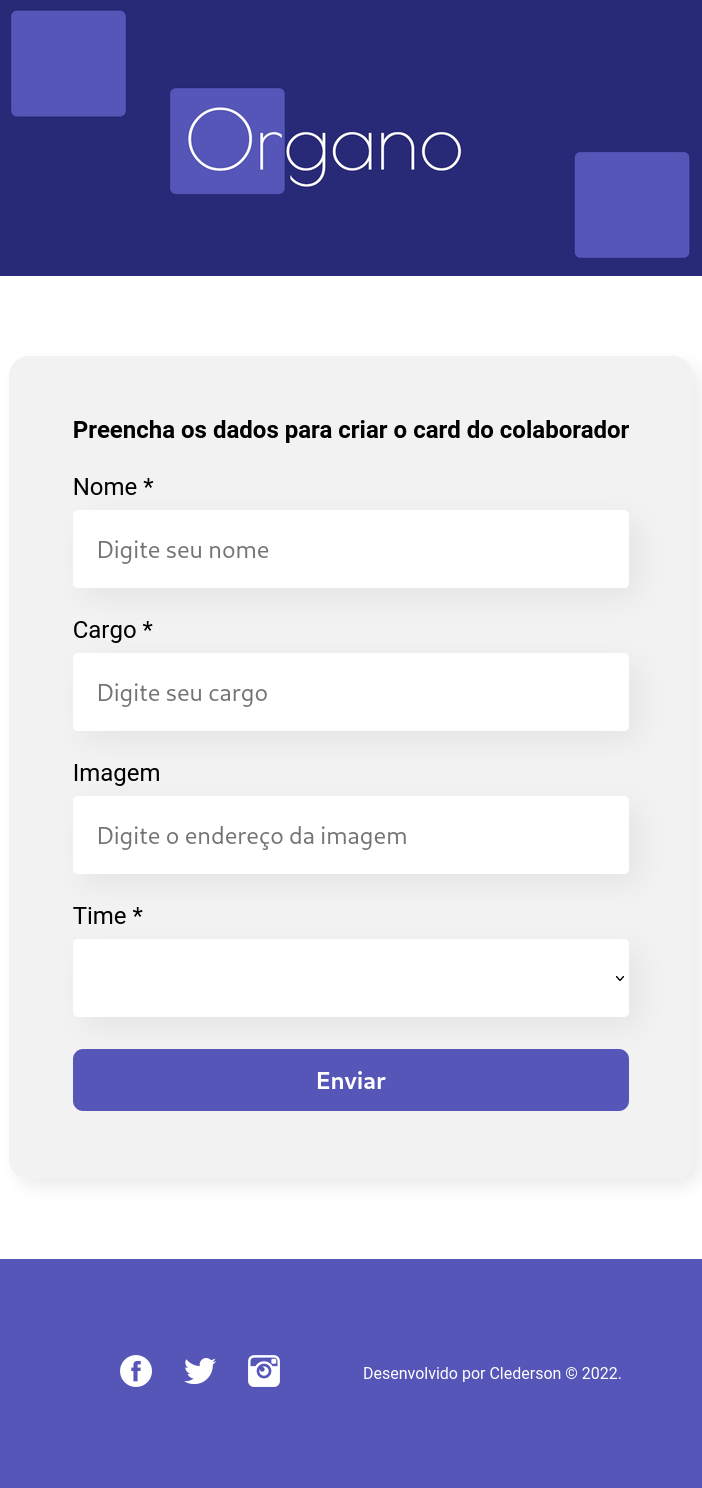 Organo
Preencha os dados para criar o card do colaborador
Nome *
Digite seu nome
Cargo *
Digite seu cargo
Imagem
Digite o endereço da imagem
Time *
Enviar
Desenvolvido por Clederson © 2022.